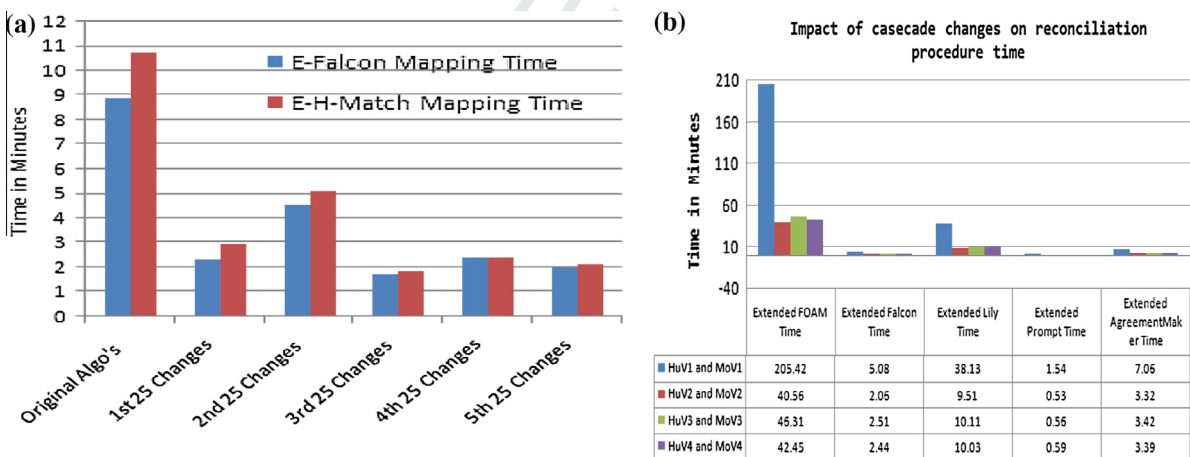 (a)
12
11
10
9
8
7
6
5
4
3
2
1
0
Time in Minutes
E-Falcon Mapping Time
E-H-Match Mapping Time
Original Algo's
1st 25 Changes
2nd 25 Changes
3rd 25 Changes
4th 25 Changes
5th 25 Changes
(b)
Impact of casecade changes on reconciliation
procedure time
210
160
110
60
10
-40
Time in Minutes
Extended FOAM
Time
Extended Falcon Time
Extended Lily
Time
Extended
Prompt Time
Extended
AgreementMak
er Time
HuV1 and MoV1 205.42 5.08 38.13 1.54 7.06
HuV2 and MoV2 40.56 2.06 9.51 0.53 3.32
HuV3 and MoV3 46.31 2.51 10.11 0.56 3.42
HuV4 and MoV4 42.45 2.44 10.03 0.59 3.39